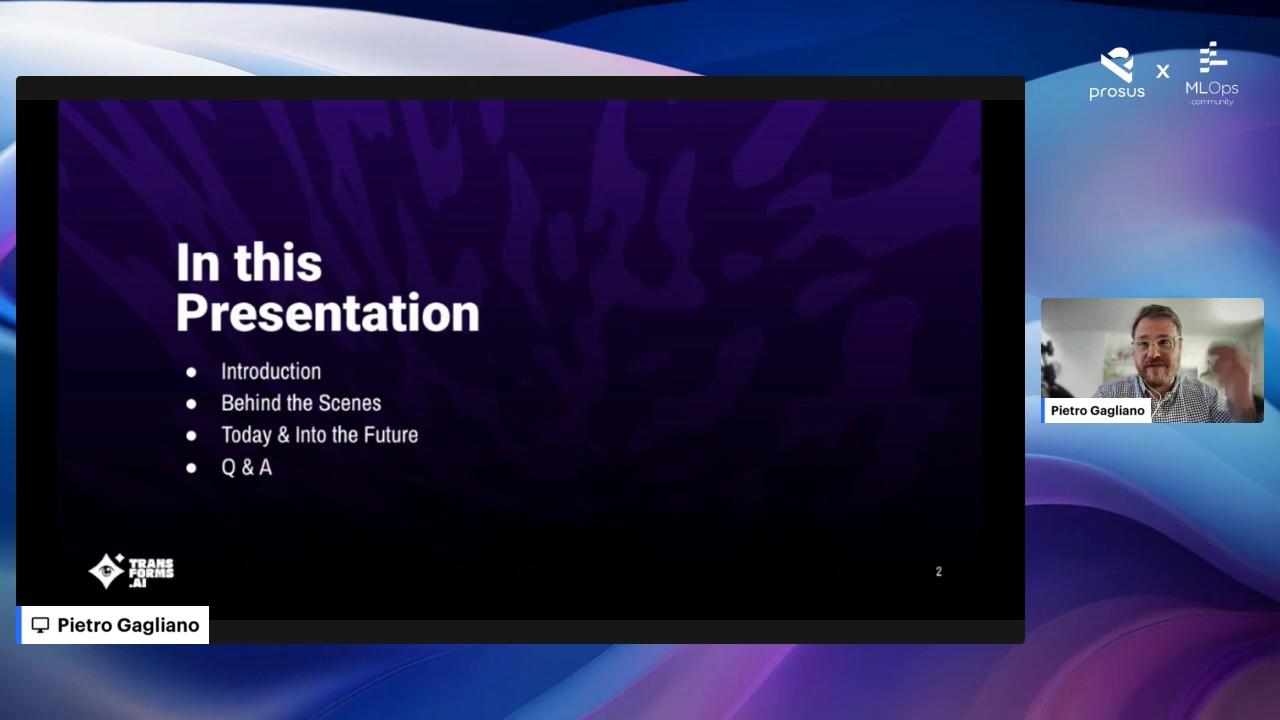 prosus
x
MLOps
community
In this
Presentation
● Introduction
● Behind the Scenes
● Today & Into the Future
● Q & A
TRANS
FORMS
.AI
2
Pietro Gagliano
Pietro Gagliano